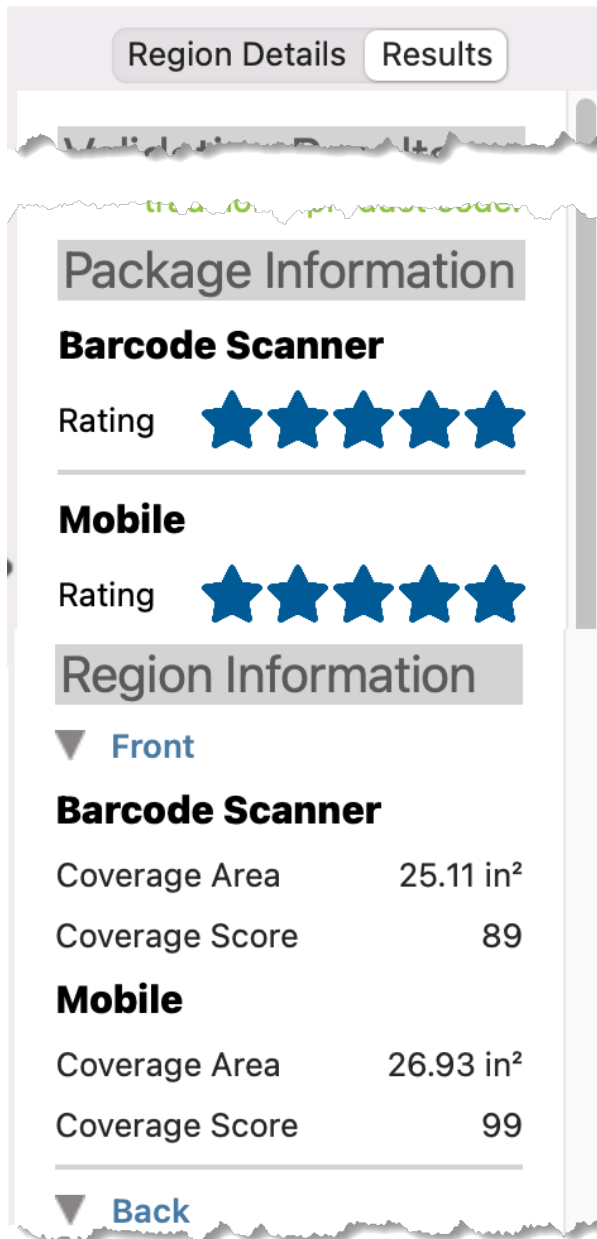 Region Details Results
Package Information
Barcode Scanner
Rating
Mobile
Rating
Region Information
Front
Barcode Scanner
Coverage Area 25.11 in²
Coverage Score 89
Mobile
Coverage Area 26.93 in²
Coverage Score 99
Back